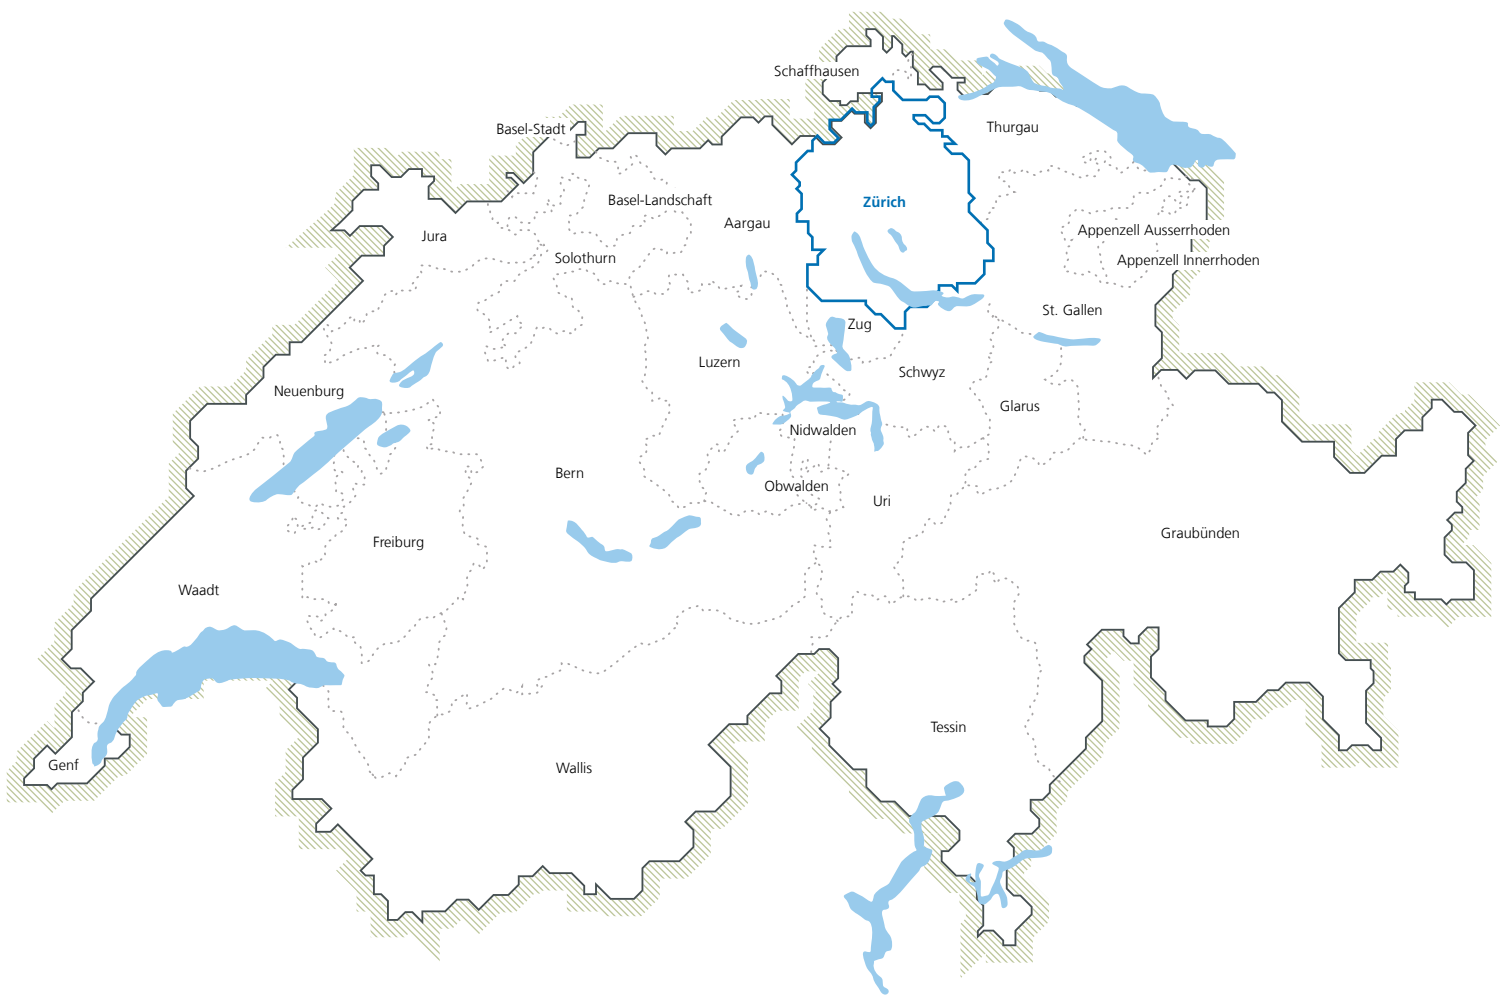 Schaffhausen
Basel-Stadt
Thurgau
Basel-Landschaft
Zürich
Aargau
Jura
Appenzell Ausserrhoden
Solothurn
Appenzell Innerrhoden
St. Gallen
Zug
Luzern
Schwyz
Neuenburg
Glarus
Nidwalden
Bern
Obwalden
Uri
Graubünden
Freiburg
Waadt
Tessin
Genf
Wallis